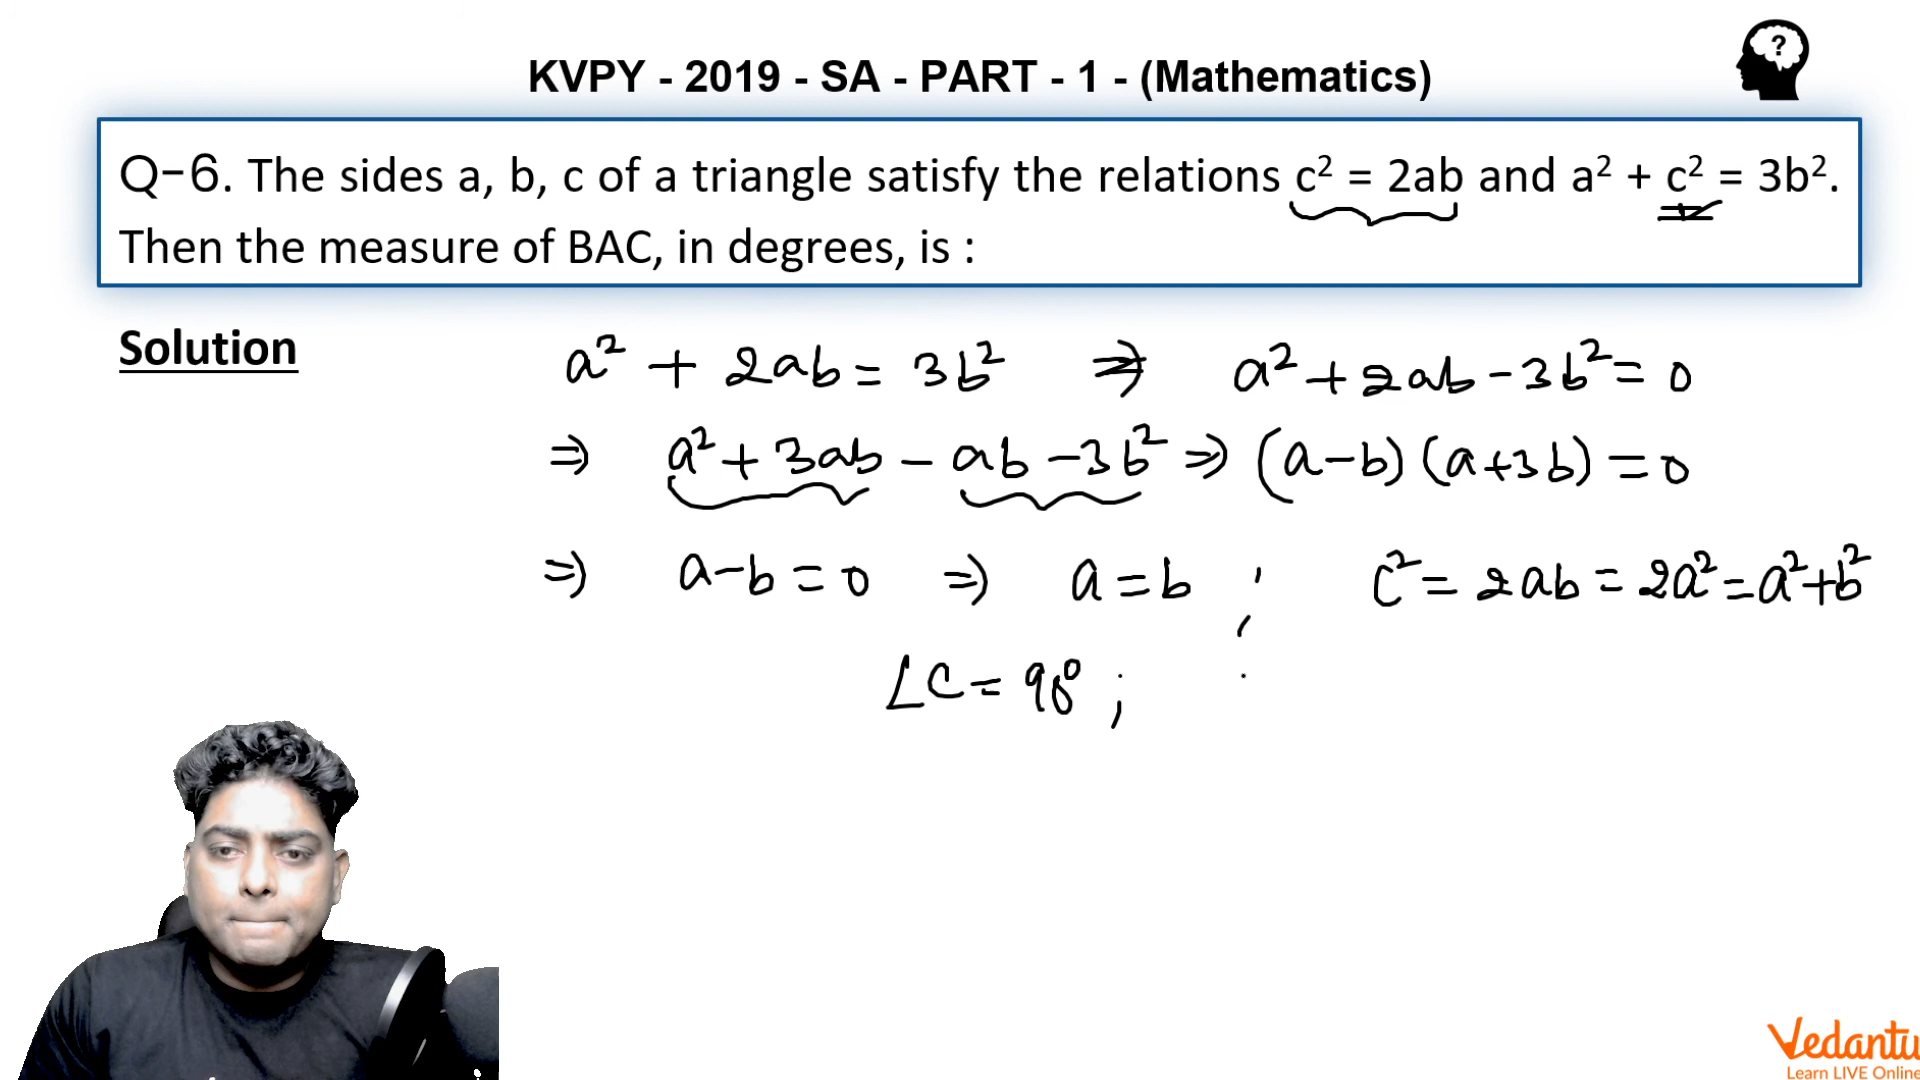 KVPY - 2019 - SA - PART - 1 - (Mathematics)
?
Q-6. The sides a, b, c of a triangle satisfy the relations c² = 2ab and a² + c² = 3b².
Then the measure of BAC, in degrees, is :
Solution
a² + 2ab = 3b² ⇒ a² + 2ab - 3b² = 0
⇒ a² + 3ab - ab - 3b² ⇒ (a-b) (a+3b) = 0
⇒ a-b = 0 ⇒ a = b , c² = 2ab = 2a² = a²+b²
∠C = 90° ;
Vedantu
Learn LIVE Online